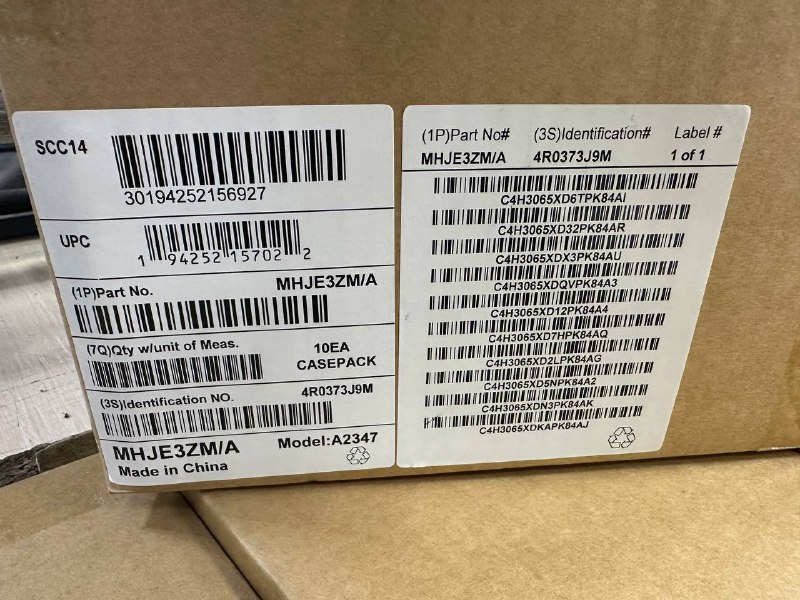 SCC14
30194252156927
UPC
1 94252 15702 2
(1P)Part No. MHJE3ZM/A
(7Q)Qty w/unit of Meas. 10EA
CASEPACK
(3S)Identification NO. 4R0373J9M
MHJE3ZM/A Model:A2347
Made in China
(1P)Part No# (3S)Identification# Label #
MHJE3ZM/A 4R0373J9M 1 of 1
C4H3065XD6TPK84AI
C4H3065XD32PK84AR
C4H3065XDX3PK84AU
C4H3065XDQVPK84A3
C4H3065XD12PK84A4
C4H3065XD7HPK84AQ
C4H3065XD2LPK84AG
C4H3065XD5NPK84A2
C4H3065XDN3PK84AK
C4H3065XDKAPK84AJ